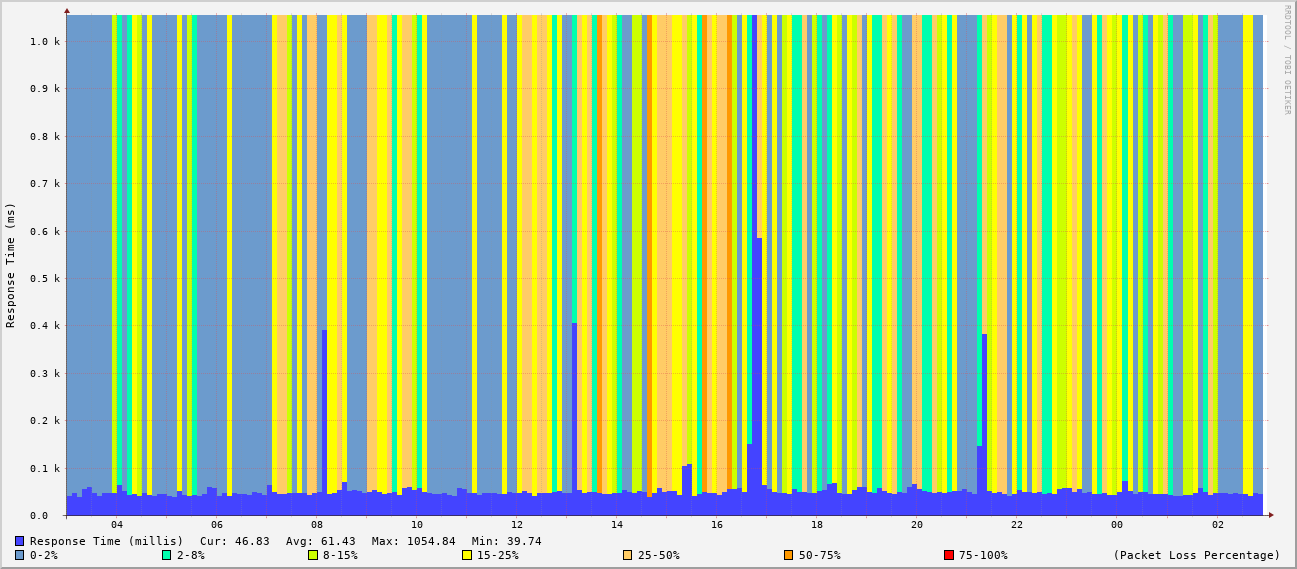 RRDTOOL / TOBI OETIKER
Response Time (ms)
1.0 k
0.9 k
0.8 k
0.7 k
0.6 k
0.5 k
0.4 k
0.3 k
0.2 k
0.1 k
0.0
04 06 08 10 12 14 16 18 20 22 00 02
Response Time (millis) Cur: 46.83 Avg: 61.43 Max: 1054.84 Min: 39.74
0-2% 2-8% 8-15% 15-25% 25-50% 50-75% 75-100% (Packet Loss Percentage)